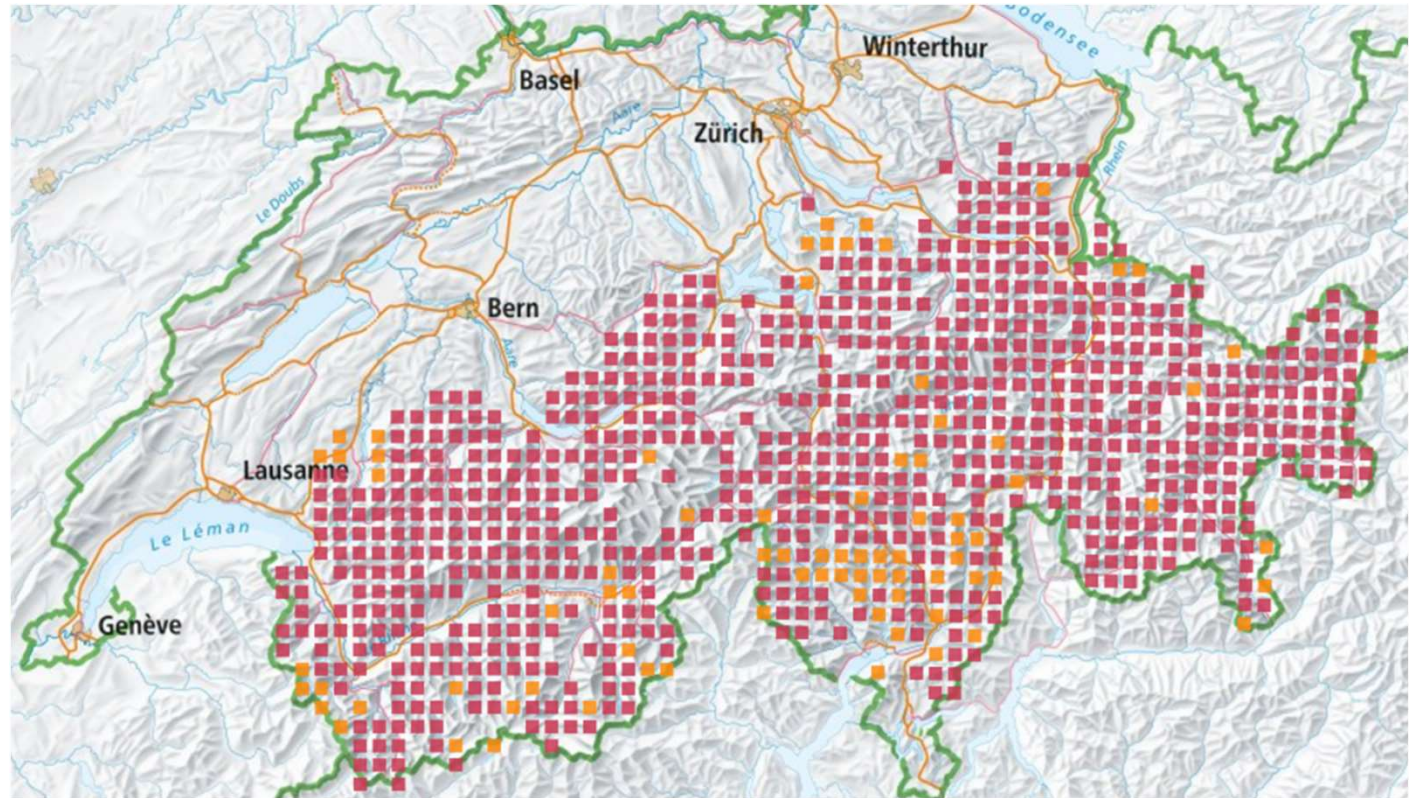 Bodensee
Winterthur
Basel
Aare
Zürich
Rhein
Le Doubs
Bern
Aare
Lausanne
Le Léman
Genève